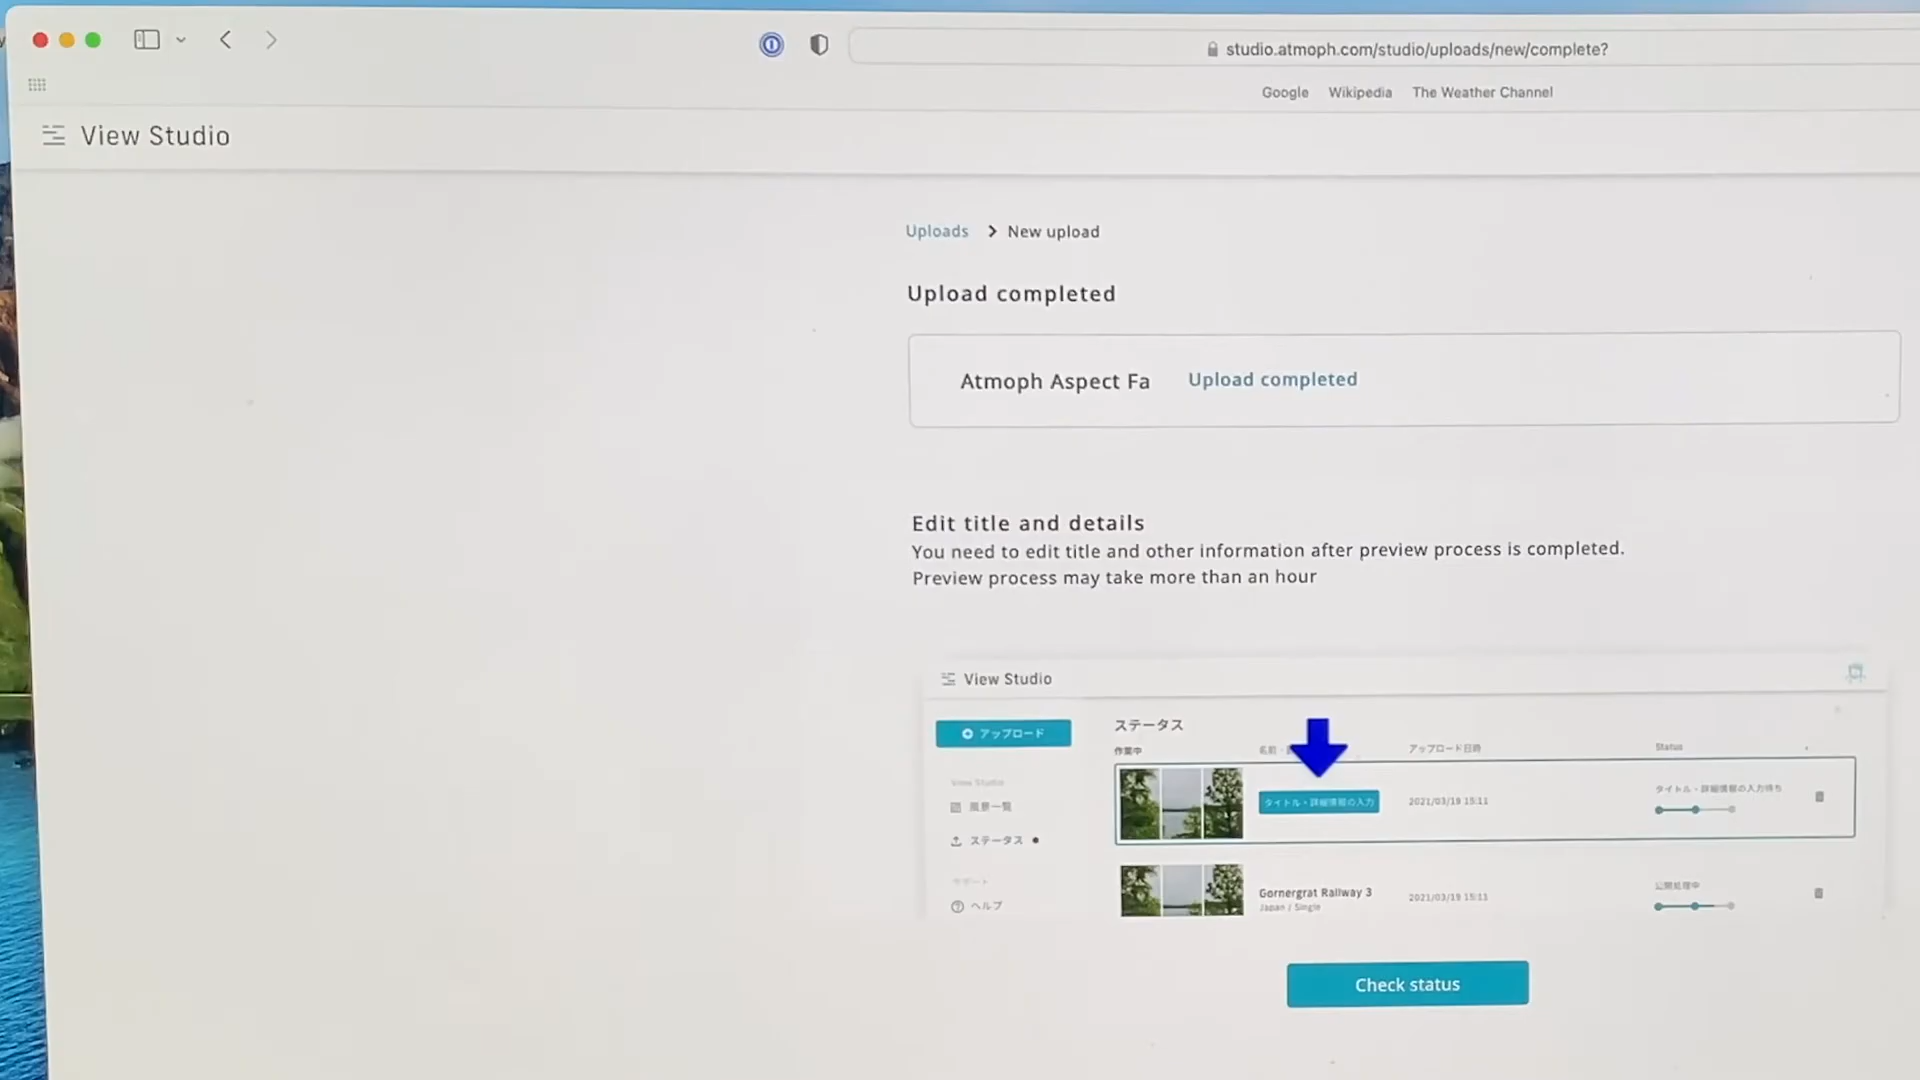 studio.atmoph.com/studio/uploads/new/complete?
Google Wikipedia The Weather Channel
View Studio
Uploads > New upload
Upload completed
Atmoph Aspect Fa Upload completed
Edit title and details
You need to edit title and other information after preview process is completed.
Preview process may take more than an hour
View Studio
アップロード
ステータス
作業中 名前・ アップロード日時 Status
View Studio
風景一覧
タイトル・詳細情報の入力 2021/03/19 15:11 タイトル・詳細情報の入力待ち
ステータス
サポート
ヘルプ
Gornergrat Railway 3 2021/03/19 15:11 公開処理中
Japan / Single
Check status